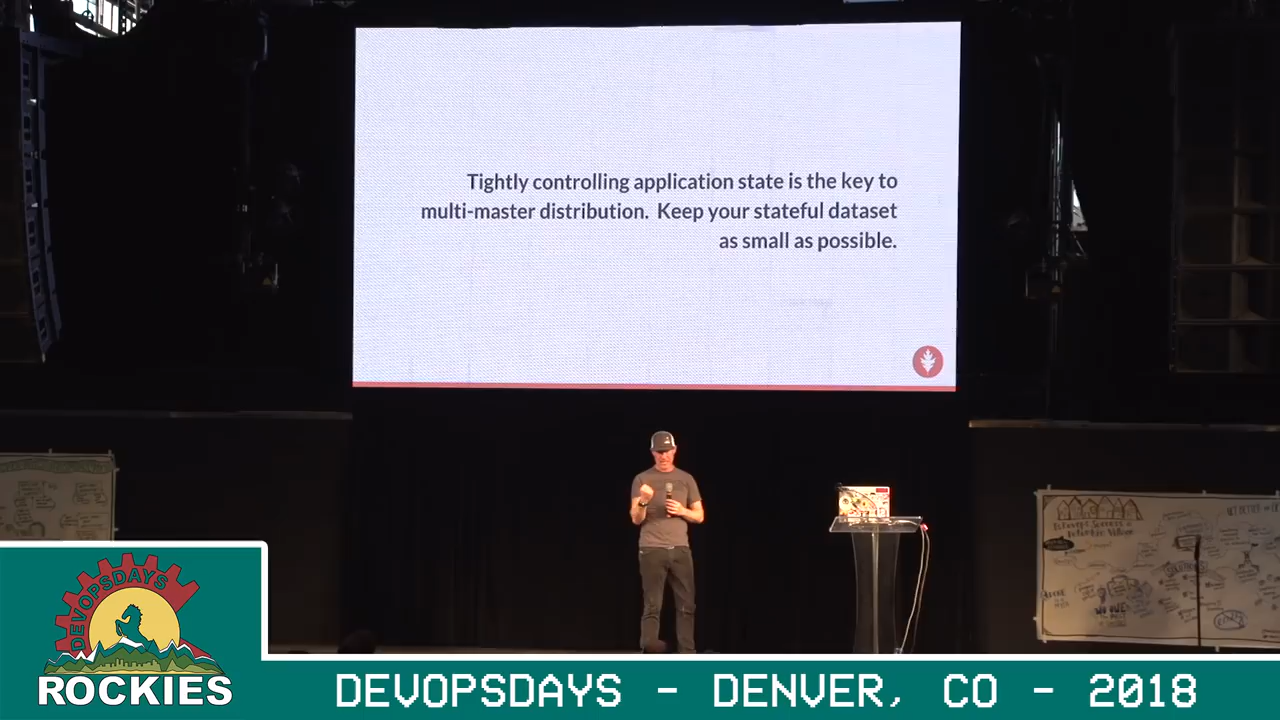 Tightly controlling application state is the key to
multi-master distribution.  Keep your stateful dataset
as small as possible.
DEVOPSDAYS
ROCKIES
DEVOPSDAYS - DENVER, CO - 2018